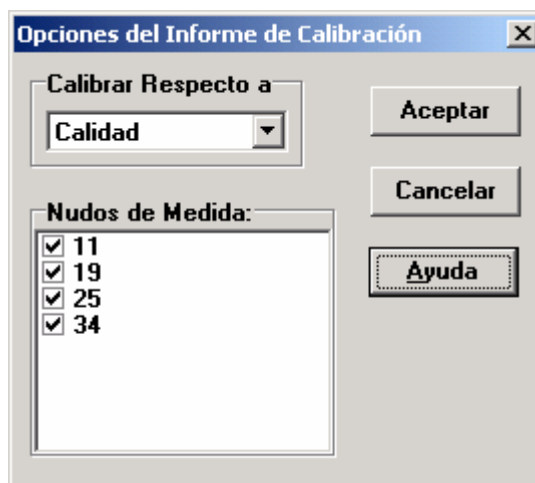 Opciones del Informe de Calibración
Calibrar Respecto a
Calidad
Aceptar
Cancelar
Nudos de Medida:
Ayuda
11
19
25
34